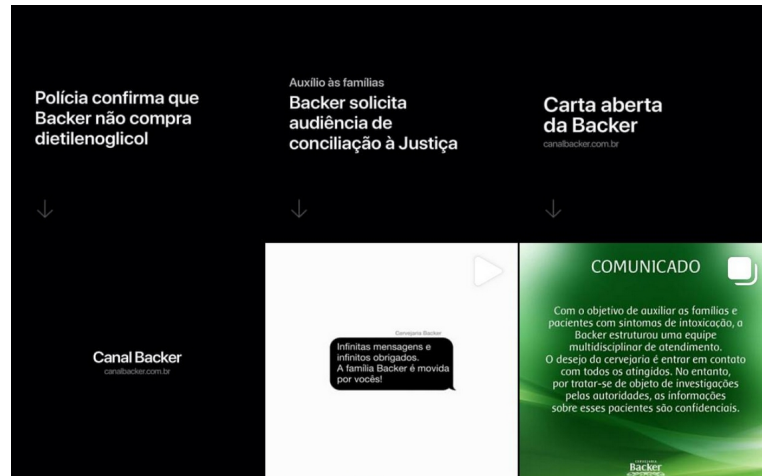 Polícia confirma que
Backer não compra
dietilenoglicol
Auxílio às famílias
Backer solicita
audiência de
conciliação à Justiça
Carta aberta
da Backer
canalbacker.com.br
Canal Backer
canalbacker.com.br
Cervejaria Backer
Infinitas mensagens e
infinitos obrigados.
A família Backer é movida
por vocês!
COMUNICADO
Com o objetivo de auxiliar as famílias e
pacientes com sintomas de intoxicação, a
Backer estruturou uma equipe
multidisciplinar de atendimento.
O desejo da cervejaria é entrar em contato
com todos os atingidos. No entanto,
por tratar-se de objeto de investigações
pelas autoridades, as informações
sobre esses pacientes são confidenciais.
CERVEJARIA
Backer